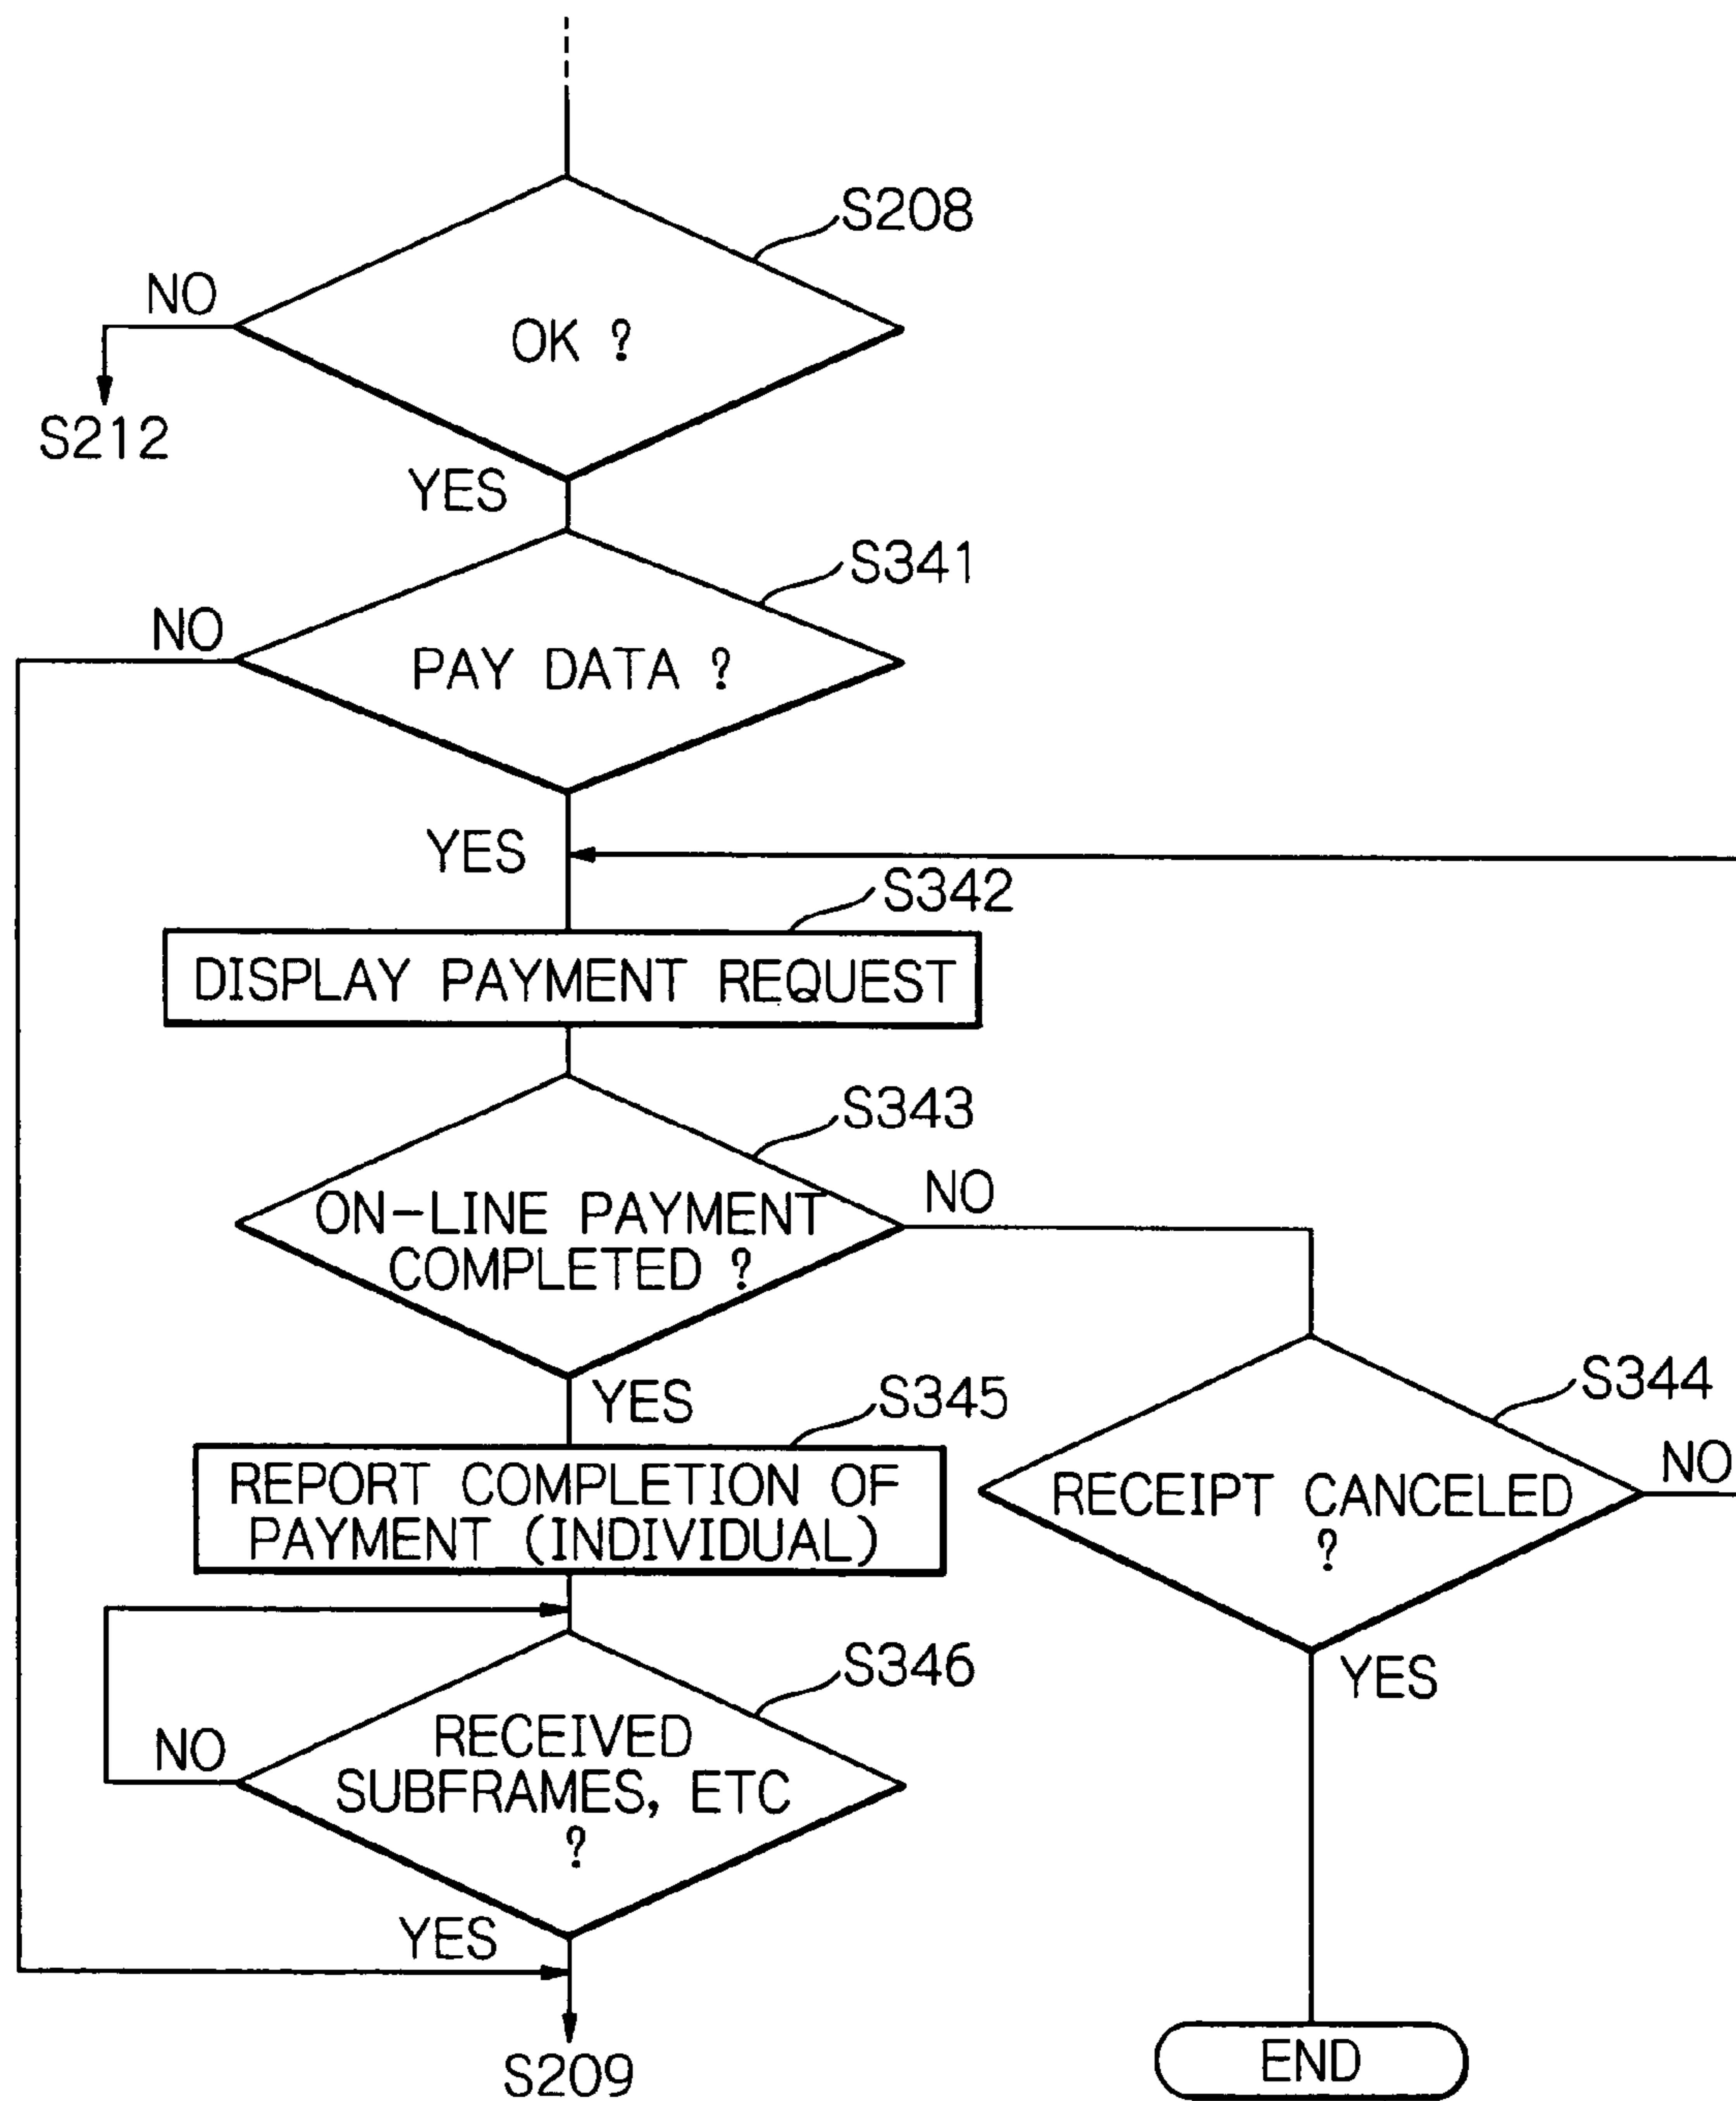 S208
NO
OK ?
S212
YES
S341
NO
PAY DATA ?
YES
S342
DISPLAY PAYMENT REQUEST
S343
NO
ON-LINE PAYMENT
COMPLETED ?
YES
S345
S344
REPORT COMPLETION OF
PAYMENT (INDIVIDUAL)
NO
RECEIPT CANCELED
?
YES
S346
NO
RECEIVED
SUBFRAMES, ETC
?
YES
S209
END